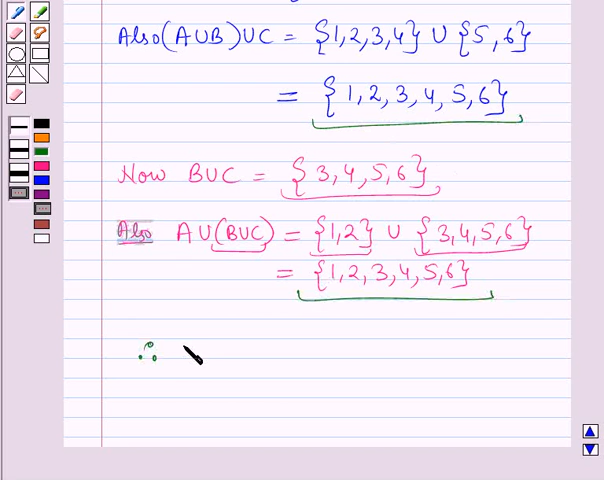 Also (AUB) UC = {1,2,3,4} U {5,6}
= {1,2,3,4,5,6}
Now BUC = {3,4,5,6}
Also AU(BUC) = {1,2} U {3,4,5,6}
= {1,2,3,4,5,6}
∴